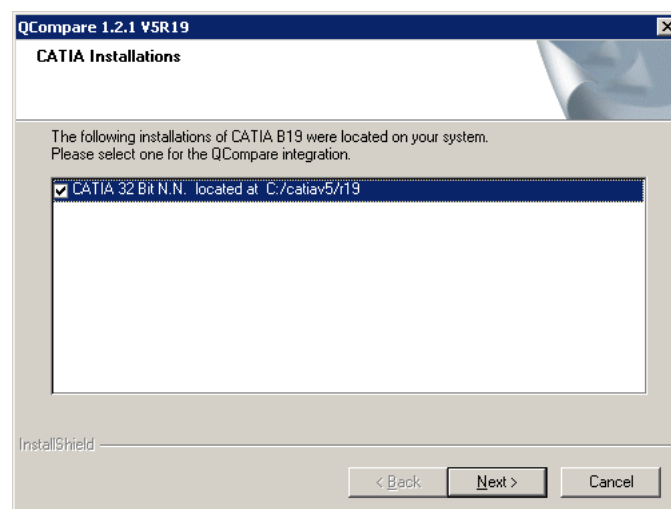 QCompare 1.2.1 V5R19
CATIA Installations
The following installations of CATIA B19 were located on your system.
Please select one for the QCompare integration.
CATIA 32 Bit N.N.  located at  C:/catiav5/r19
InstallShield
< Back
Next >
Cancel